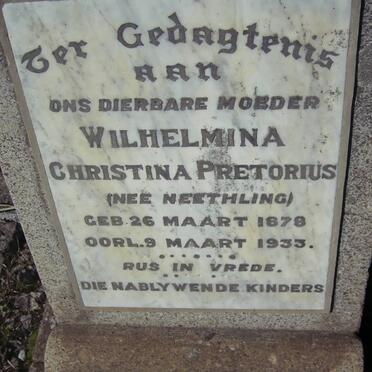 Ter Gedagtenis
aan
ONS DIERBARE MOEDER
WILHELMINA
CHRISTINA PRETORIUS
(NEE NEETHLING)
GEB. 26 MAART 1878
OORL. 9 MAART 1933.
RUS IN VREDE.
DIE NABLYWENDE KINDERS